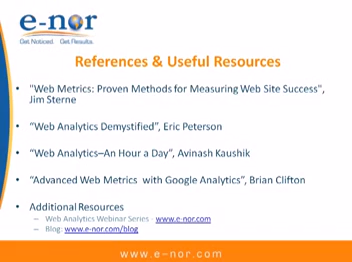 e-nor
Get Noticed. Get Results.
References & Useful Resources
• "Web Metrics: Proven Methods for Measuring Web Site Success",
Jim Sterne
• “Web Analytics Demystified”, Eric Peterson
• “Web Analytics–An Hour a Day”, Avinash Kaushik
• “Advanced Web Metrics with Google Analytics”, Brian Clifton
• Additional Resources
– Web Analytics Webinar Series - www.e-nor.com
– Blog: www.e-nor.com/blog
www.e-nor.com